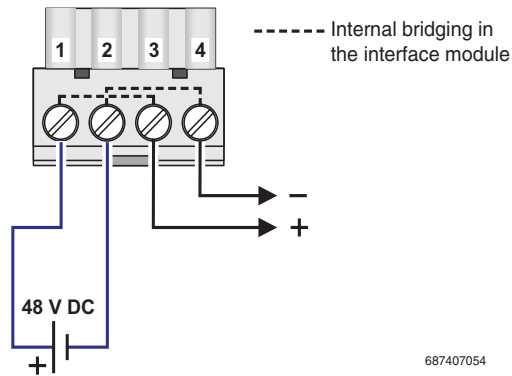 1 2 3 4
Internal bridging in
the interface module
−
+
48 V DC
+
687407054